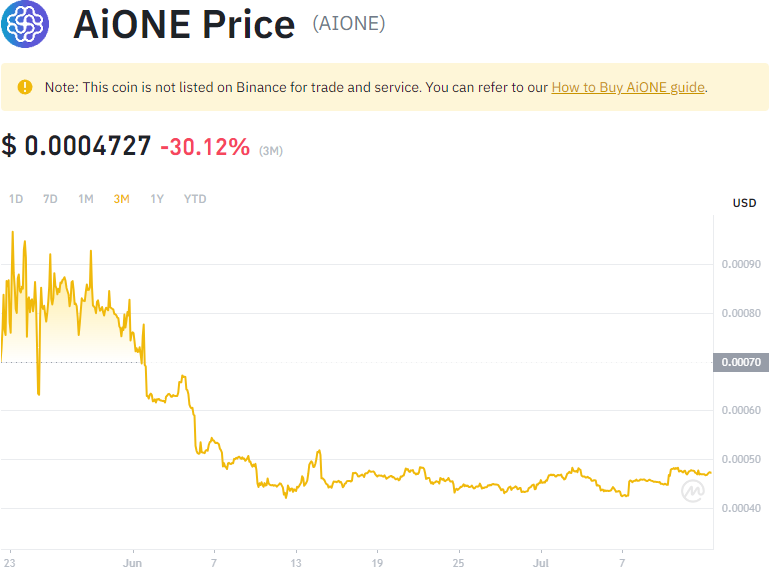 AiONE Price (AIONE)
Note: This coin is not listed on Binance for trade and service. You can refer to our How to Buy AiONE guide.
$ 0.0004727 -30.12% (3M)
1D 7D 1M 3M 1Y YTD
USD
0.00090
0.00080
0.00070
0.00060
0.00050
0.00040
23 Jun 7 13 19 25 Jul 7